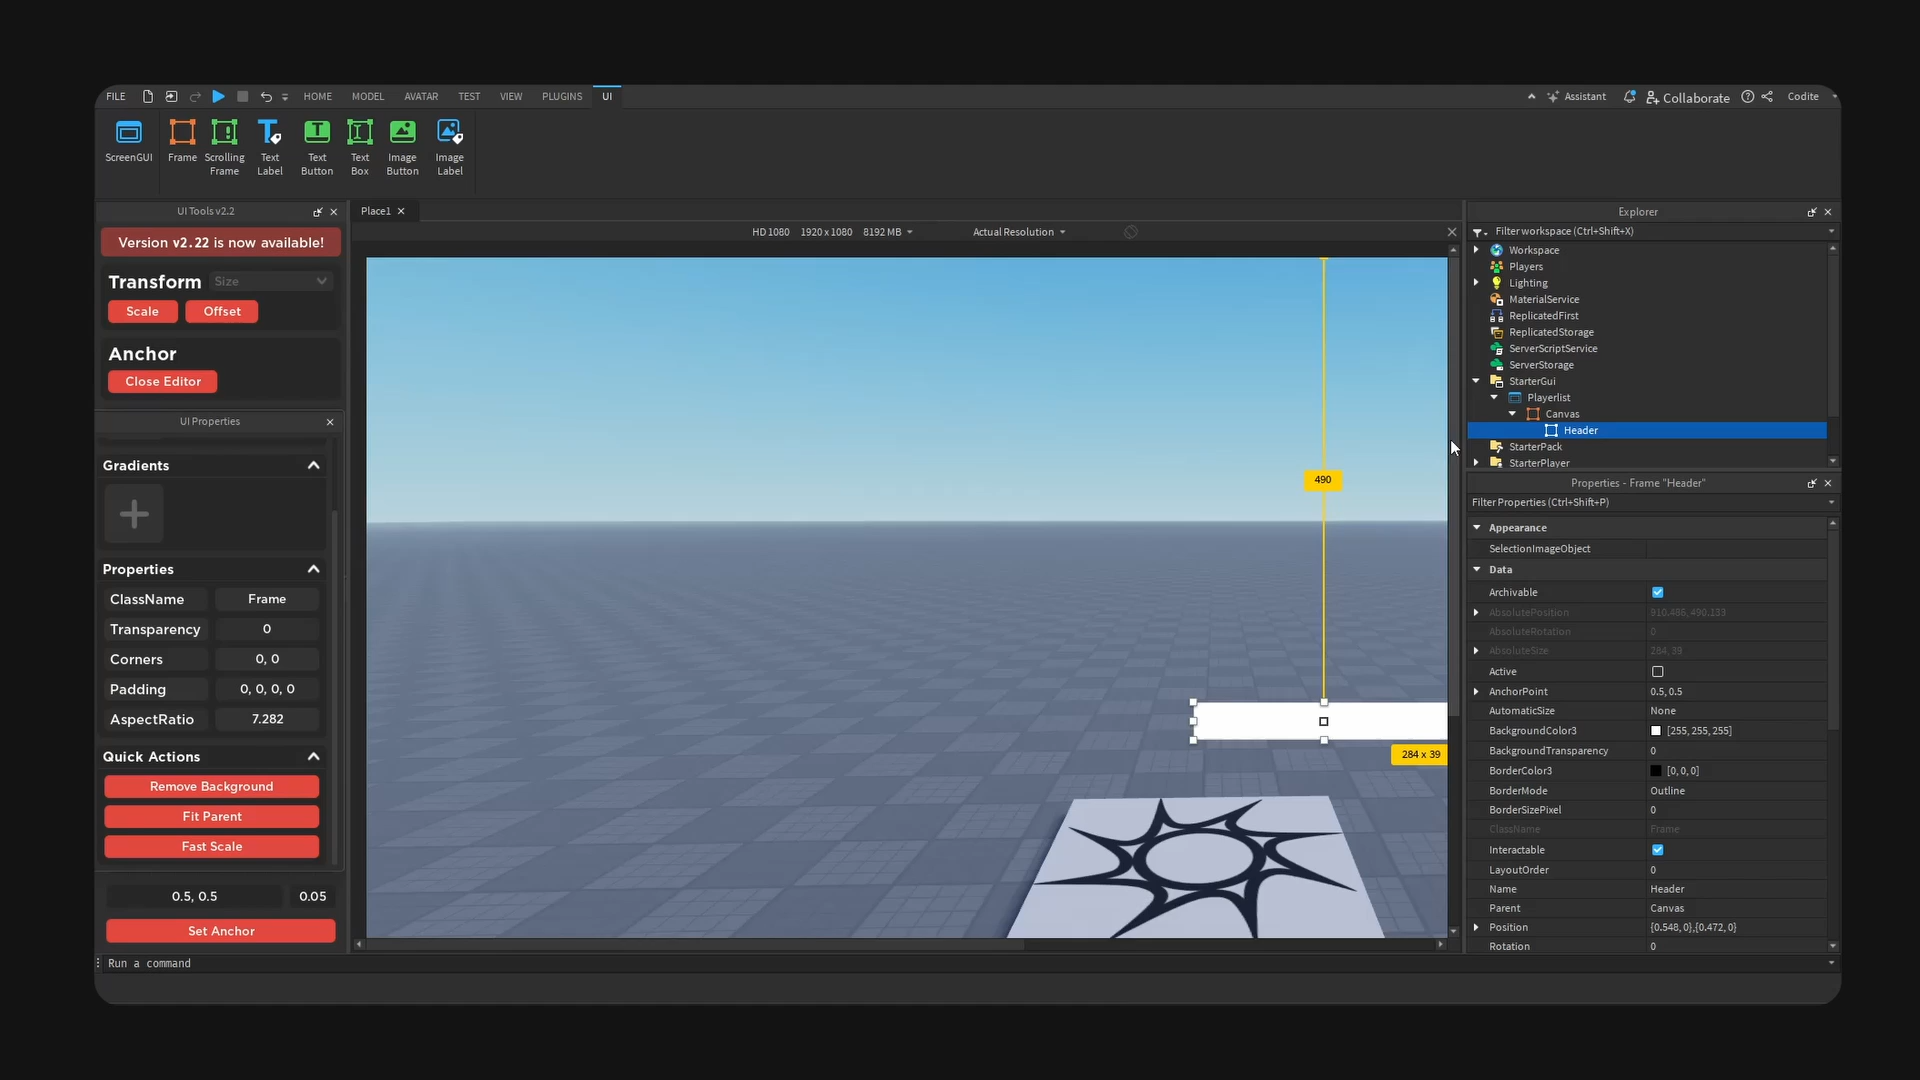 FILE HOME MODEL AVATAR TEST VIEW PLUGINS UI Assistant Collaborate Codite
ScreenGUI Frame Scrolling Frame Text Label Text Button Text Box Image Button Image Label
UI Tools v2.2
Version v2.22 is now available!
Transform Size
Scale Offset
Anchor
Close Editor
UI Properties
Gradients
Properties
ClassName Frame
Transparency 0
Corners 0, 0
Padding 0, 0, 0, 0
AspectRatio 7.282
Quick Actions
Remove Background
Fit Parent
Fast Scale
0.5, 0.5 0.05
Set Anchor
Run a command
Place1
HD 1080 1920 x 1080 8192 MB Actual Resolution
490
284 x 39
Explorer
Filter workspace (Ctrl+Shift+X)
Workspace
Players
Lighting
MaterialService
ReplicatedFirst
ReplicatedStorage
ServerScriptService
ServerStorage
StarterGui
Playerlist
Canvas
Header
StarterPack
StarterPlayer
Properties - Frame "Header"
Filter Properties (Ctrl+Shift+P)
Appearance
SelectionImageObject
Data
Archivable
AbsolutePosition 910.486, 490.133
AbsoluteRotation 0
AbsoluteSize 284, 39
Active
AnchorPoint 0.5, 0.5
AutomaticSize None
BackgroundColor3 [255, 255, 255]
BackgroundTransparency 0
BorderColor3 [0, 0, 0]
BorderMode Outline
BorderSizePixel 0
ClassName Frame
Interactable
LayoutOrder 0
Name Header
Parent Canvas
Position {0.548, 0},{0.472, 0}
Rotation 0